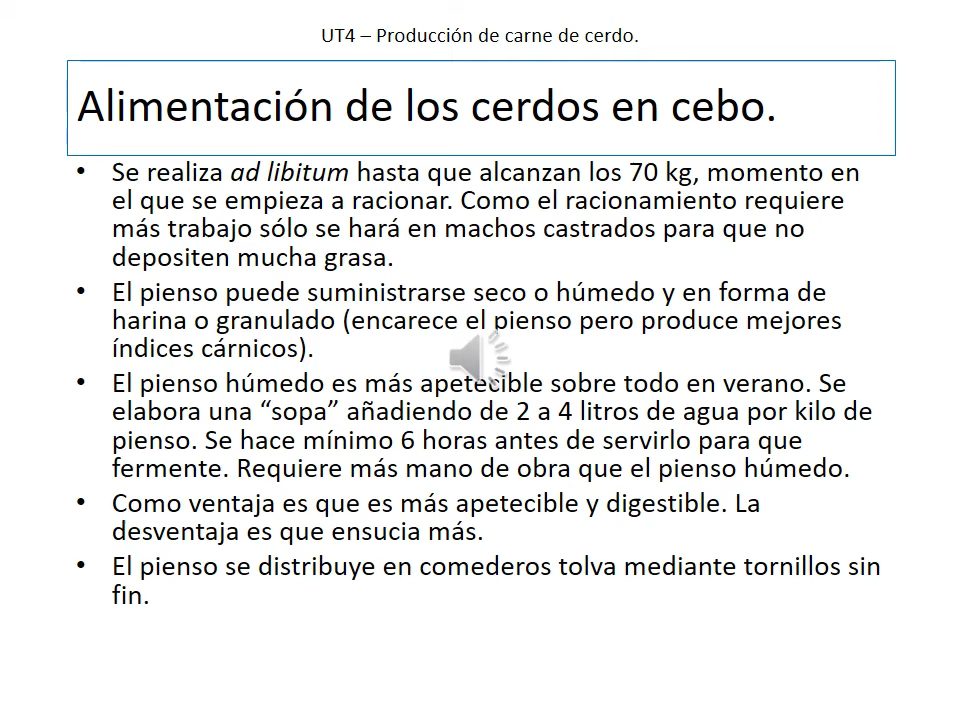 UT4 – Producción de carne de cerdo.
Alimentación de los cerdos en cebo.
• Se realiza ad libitum hasta que alcanzan los 70 kg, momento en
el que se empieza a racionar. Como el racionamiento requiere
más trabajo sólo se hará en machos castrados para que no
depositen mucha grasa.
• El pienso puede suministrarse seco o húmedo y en forma de
harina o granulado (encarece el pienso pero produce mejores
índices cárnicos).
• El pienso húmedo es más apetecible sobre todo en verano. Se
elabora una “sopa” añadiendo de 2 a 4 litros de agua por kilo de
pienso. Se hace mínimo 6 horas antes de servirlo para que
fermente. Requiere más mano de obra que el pienso húmedo.
• Como ventaja es que es más apetecible y digestible. La
desventaja es que ensucia más.
• El pienso se distribuye en comederos tolva mediante tornillos sin
fin.